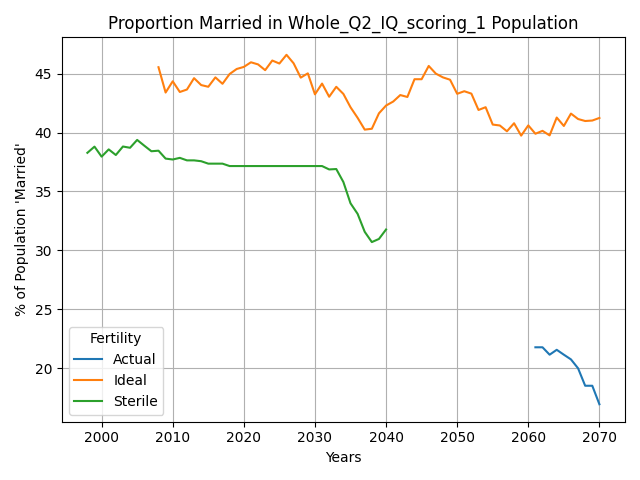 Proportion Married in Whole_Q2_IQ_scoring_1 Population
% of Population 'Married'
45
40
35
30
25
20
Fertility
Actual
Ideal
Sterile
2000 2010 2020 2030 2040 2050 2060 2070
Years